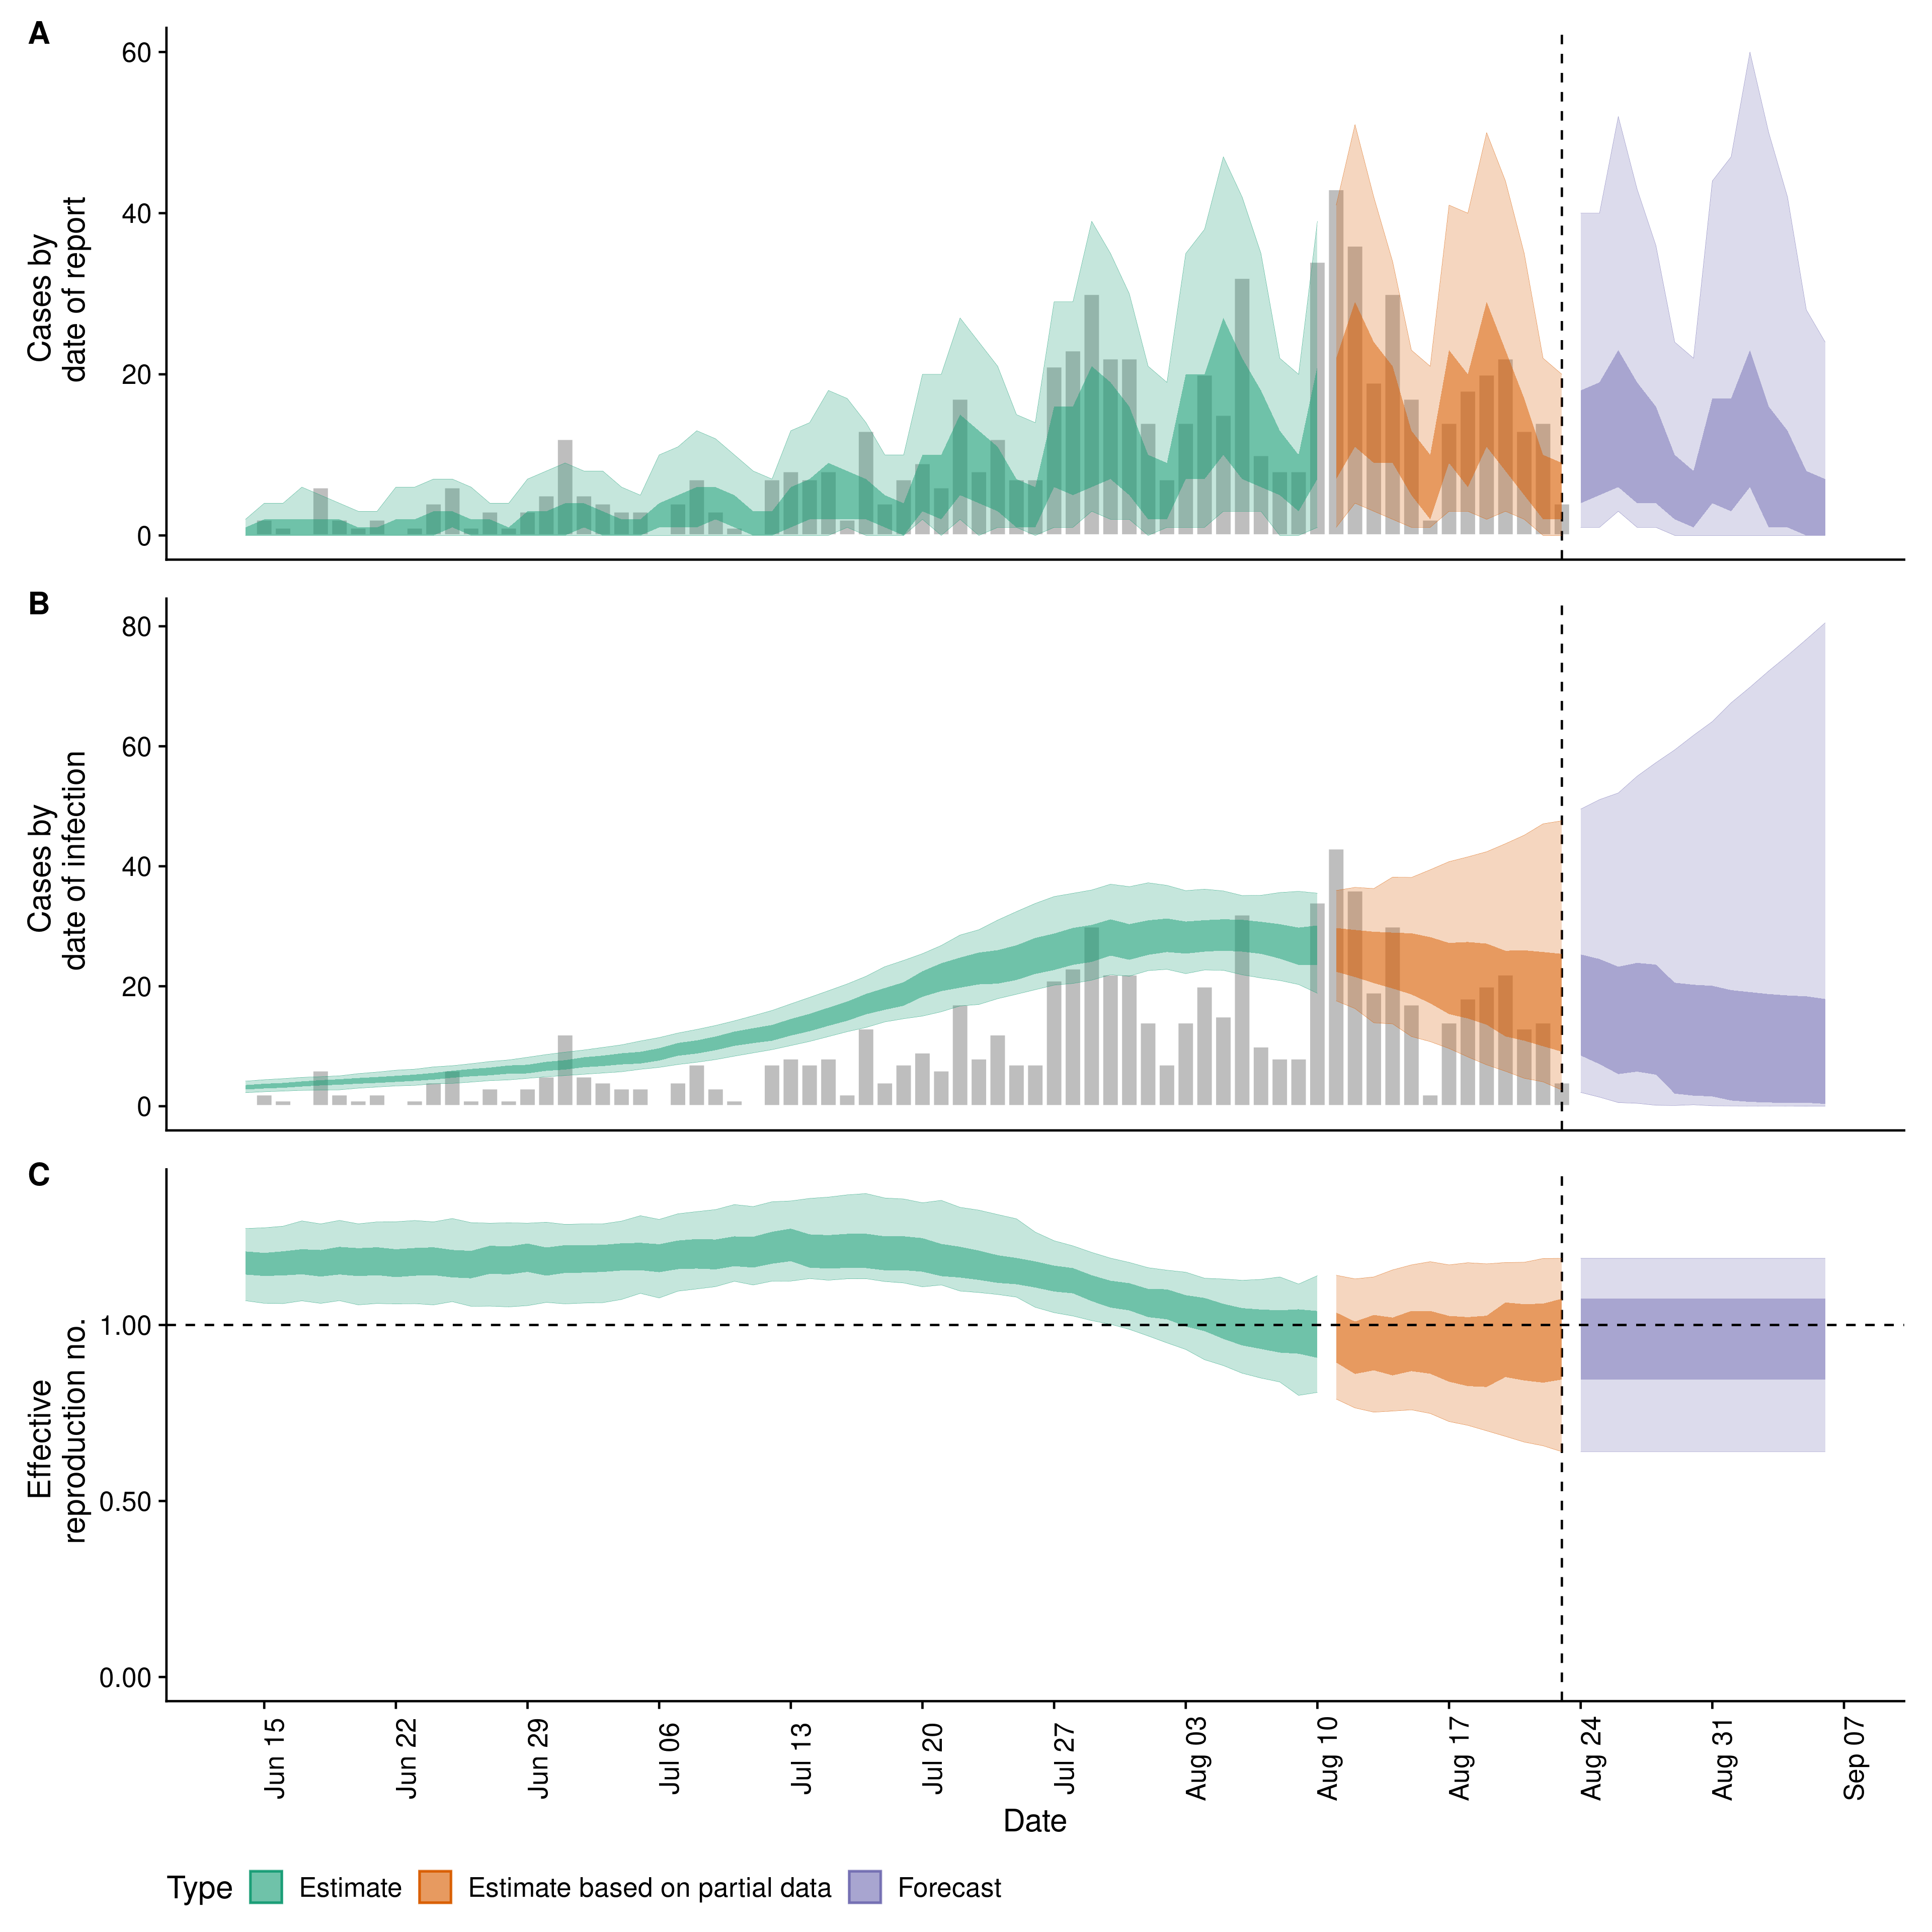 A
Cases by
date of report
60
40
20
0
B
Cases by
date of infection
80
60
40
20
0
C
Effective
reproduction no.
1.00
0.50
0.00
Jun 15
Jun 22
Jun 29
Jul 06
Jul 13
Jul 20
Jul 27
Aug 03
Aug 10
Aug 17
Aug 24
Aug 31
Sep 07
Date
Type Estimate Estimate based on partial data Forecast